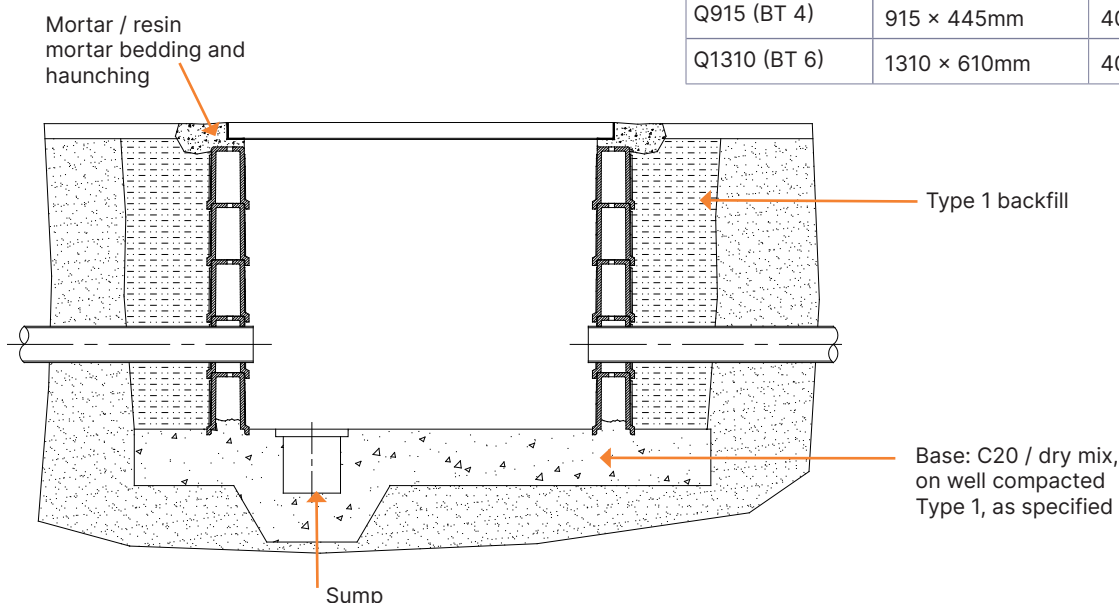 Mortar / resin
mortar bedding and
haunching
Q915 (BT 4) 915 × 445mm
Q1310 (BT 6) 1310 × 610mm
Type 1 backfill
Base: C20 / dry mix,
on well compacted
Type 1, as specified
Sump